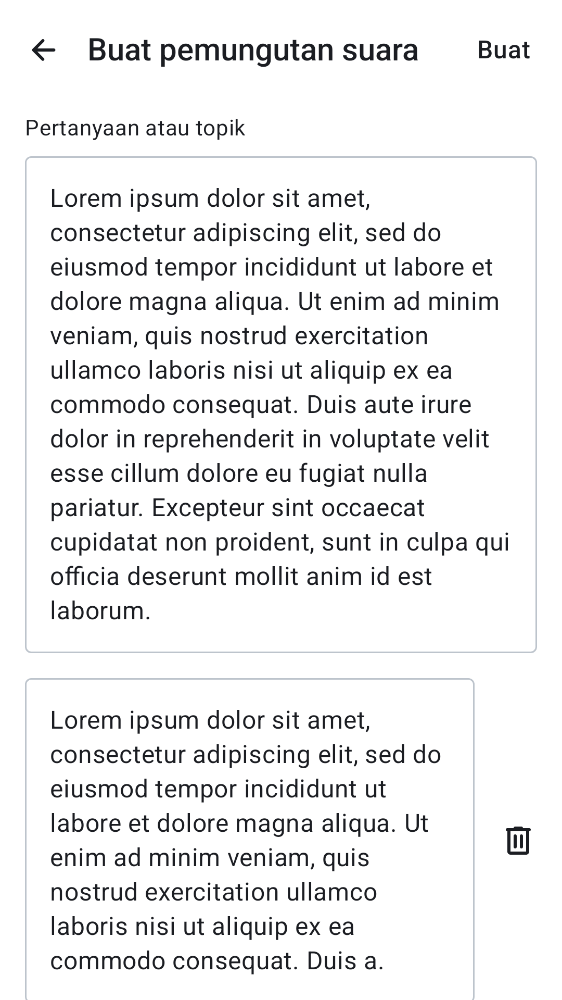 Buat pemungutan suara
Buat
Pertanyaan atau topik
Lorem ipsum dolor sit amet,
consectetur adipiscing elit, sed do
eiusmod tempor incididunt ut labore et
dolore magna aliqua. Ut enim ad minim
veniam, quis nostrud exercitation
ullamco laboris nisi ut aliquip ex ea
commodo consequat. Duis aute irure
dolor in reprehenderit in voluptate velit
esse cillum dolore eu fugiat nulla
pariatur. Excepteur sint occaecat
cupidatat non proident, sunt in culpa qui
officia deserunt mollit anim id est
laborum.
Lorem ipsum dolor sit amet,
consectetur adipiscing elit, sed do
eiusmod tempor incididunt ut
labore et dolore magna aliqua. Ut
enim ad minim veniam, quis
nostrud exercitation ullamco
laboris nisi ut aliquip ex ea
commodo consequat. Duis a.